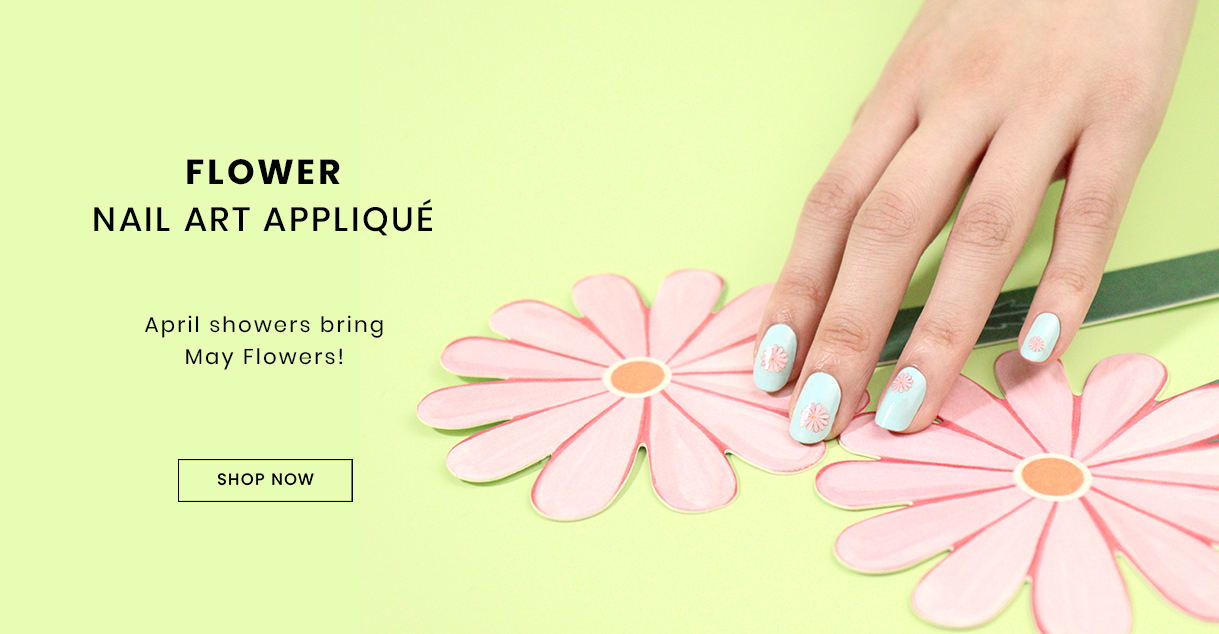 FLOWER
NAIL ART APPLIQUÉ
April showers bring
May Flowers!
SHOP NOW